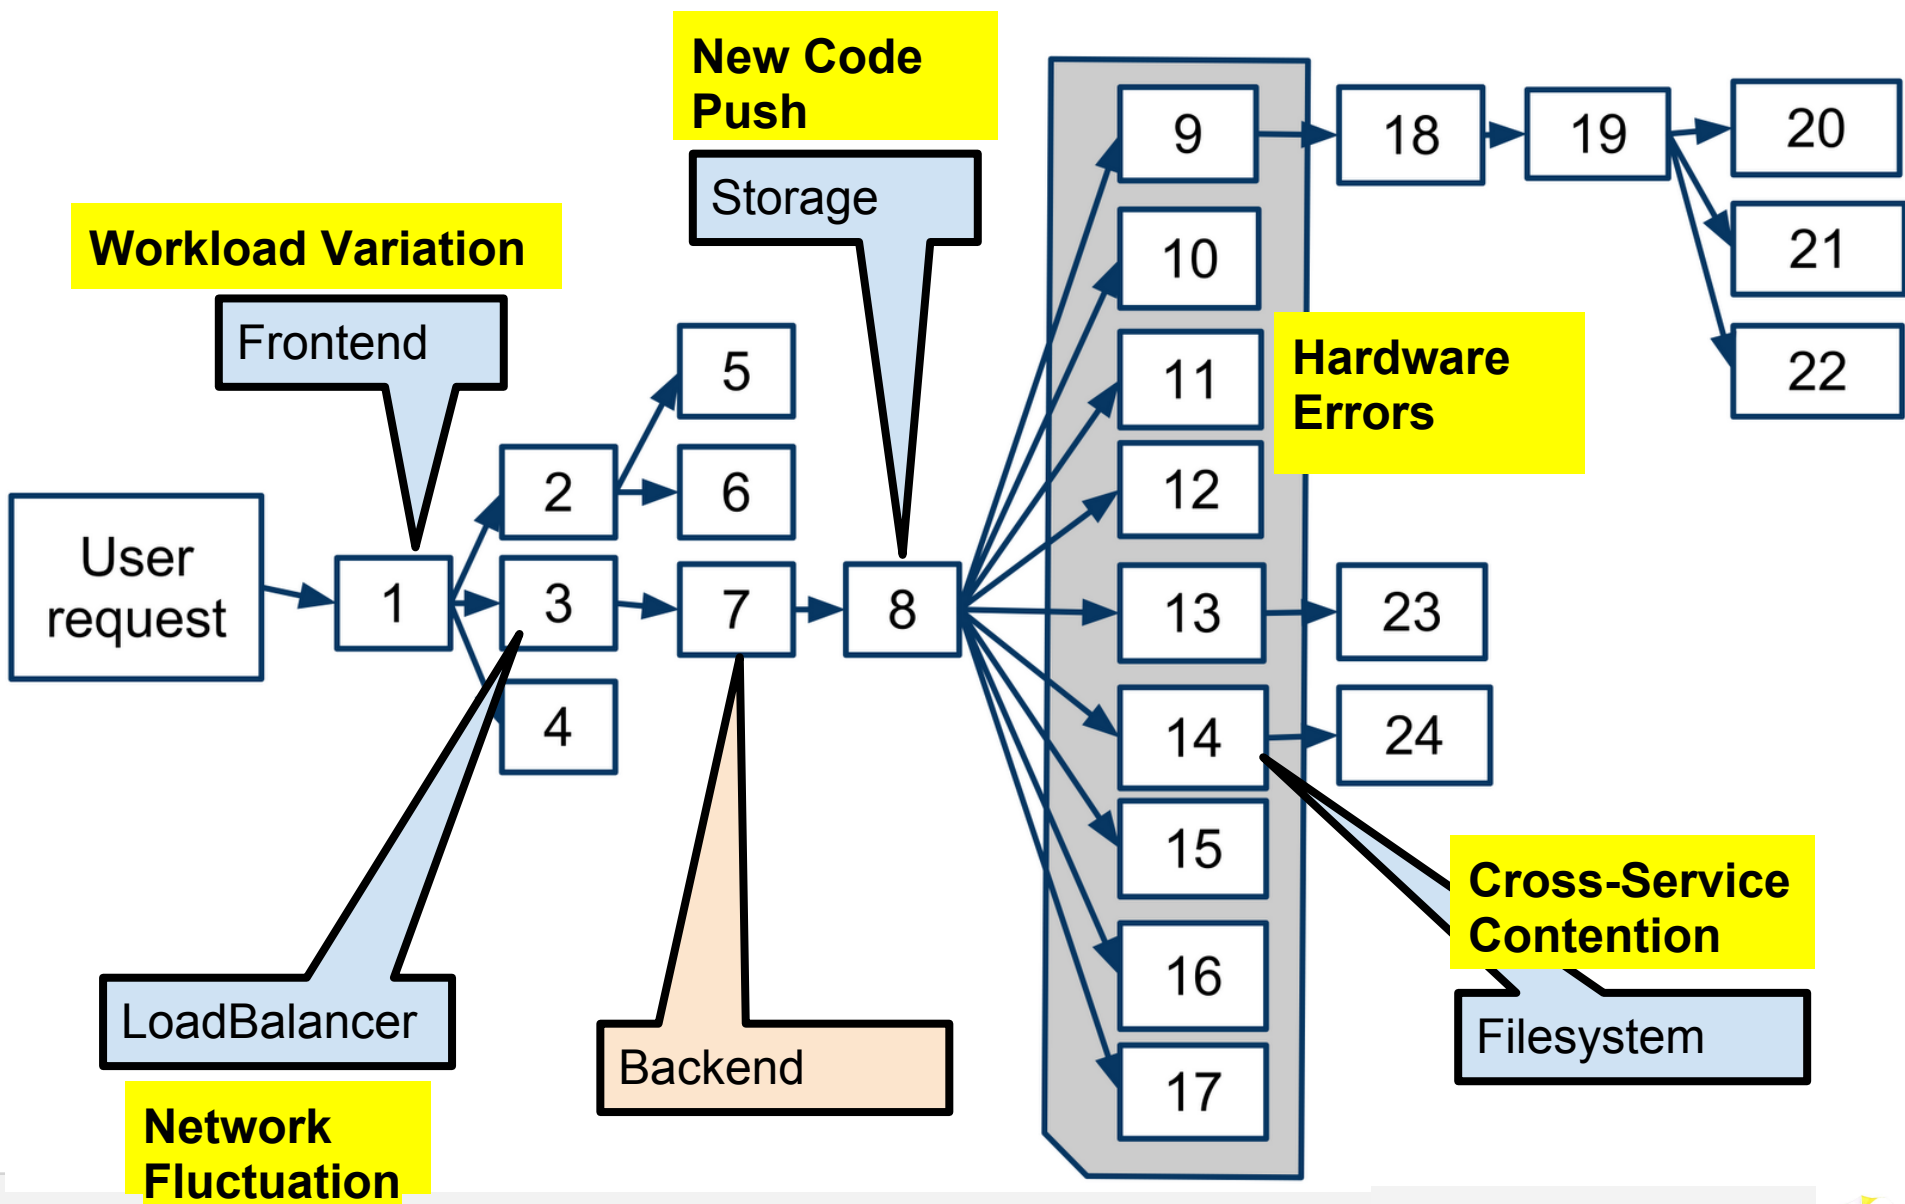 New Code
Push
Storage
Workload Variation
Frontend
User
request
1
2
3
4
5
6
7
8
9
10
11
12
13
14
15
16
17
18
19
20
21
22
23
24
Hardware
Errors
Cross-Service
Contention
Filesystem
LoadBalancer
Backend
Network
Fluctuation